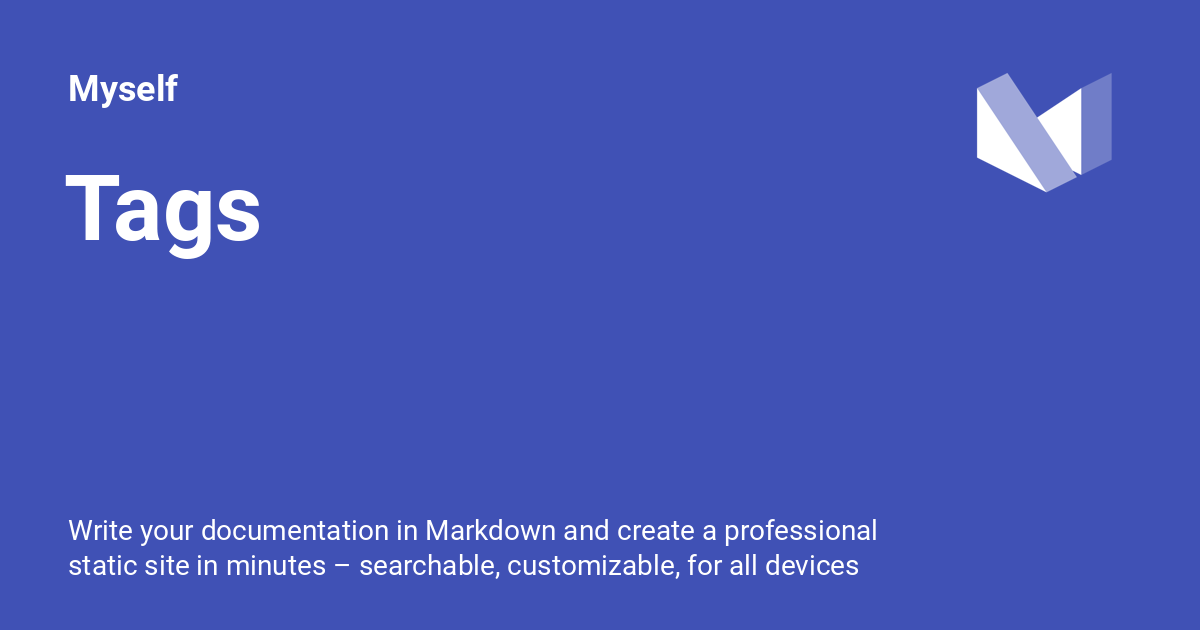 Myself
Tags
Write your documentation in Markdown and create a professional
static site in minutes – searchable, customizable, for all devices